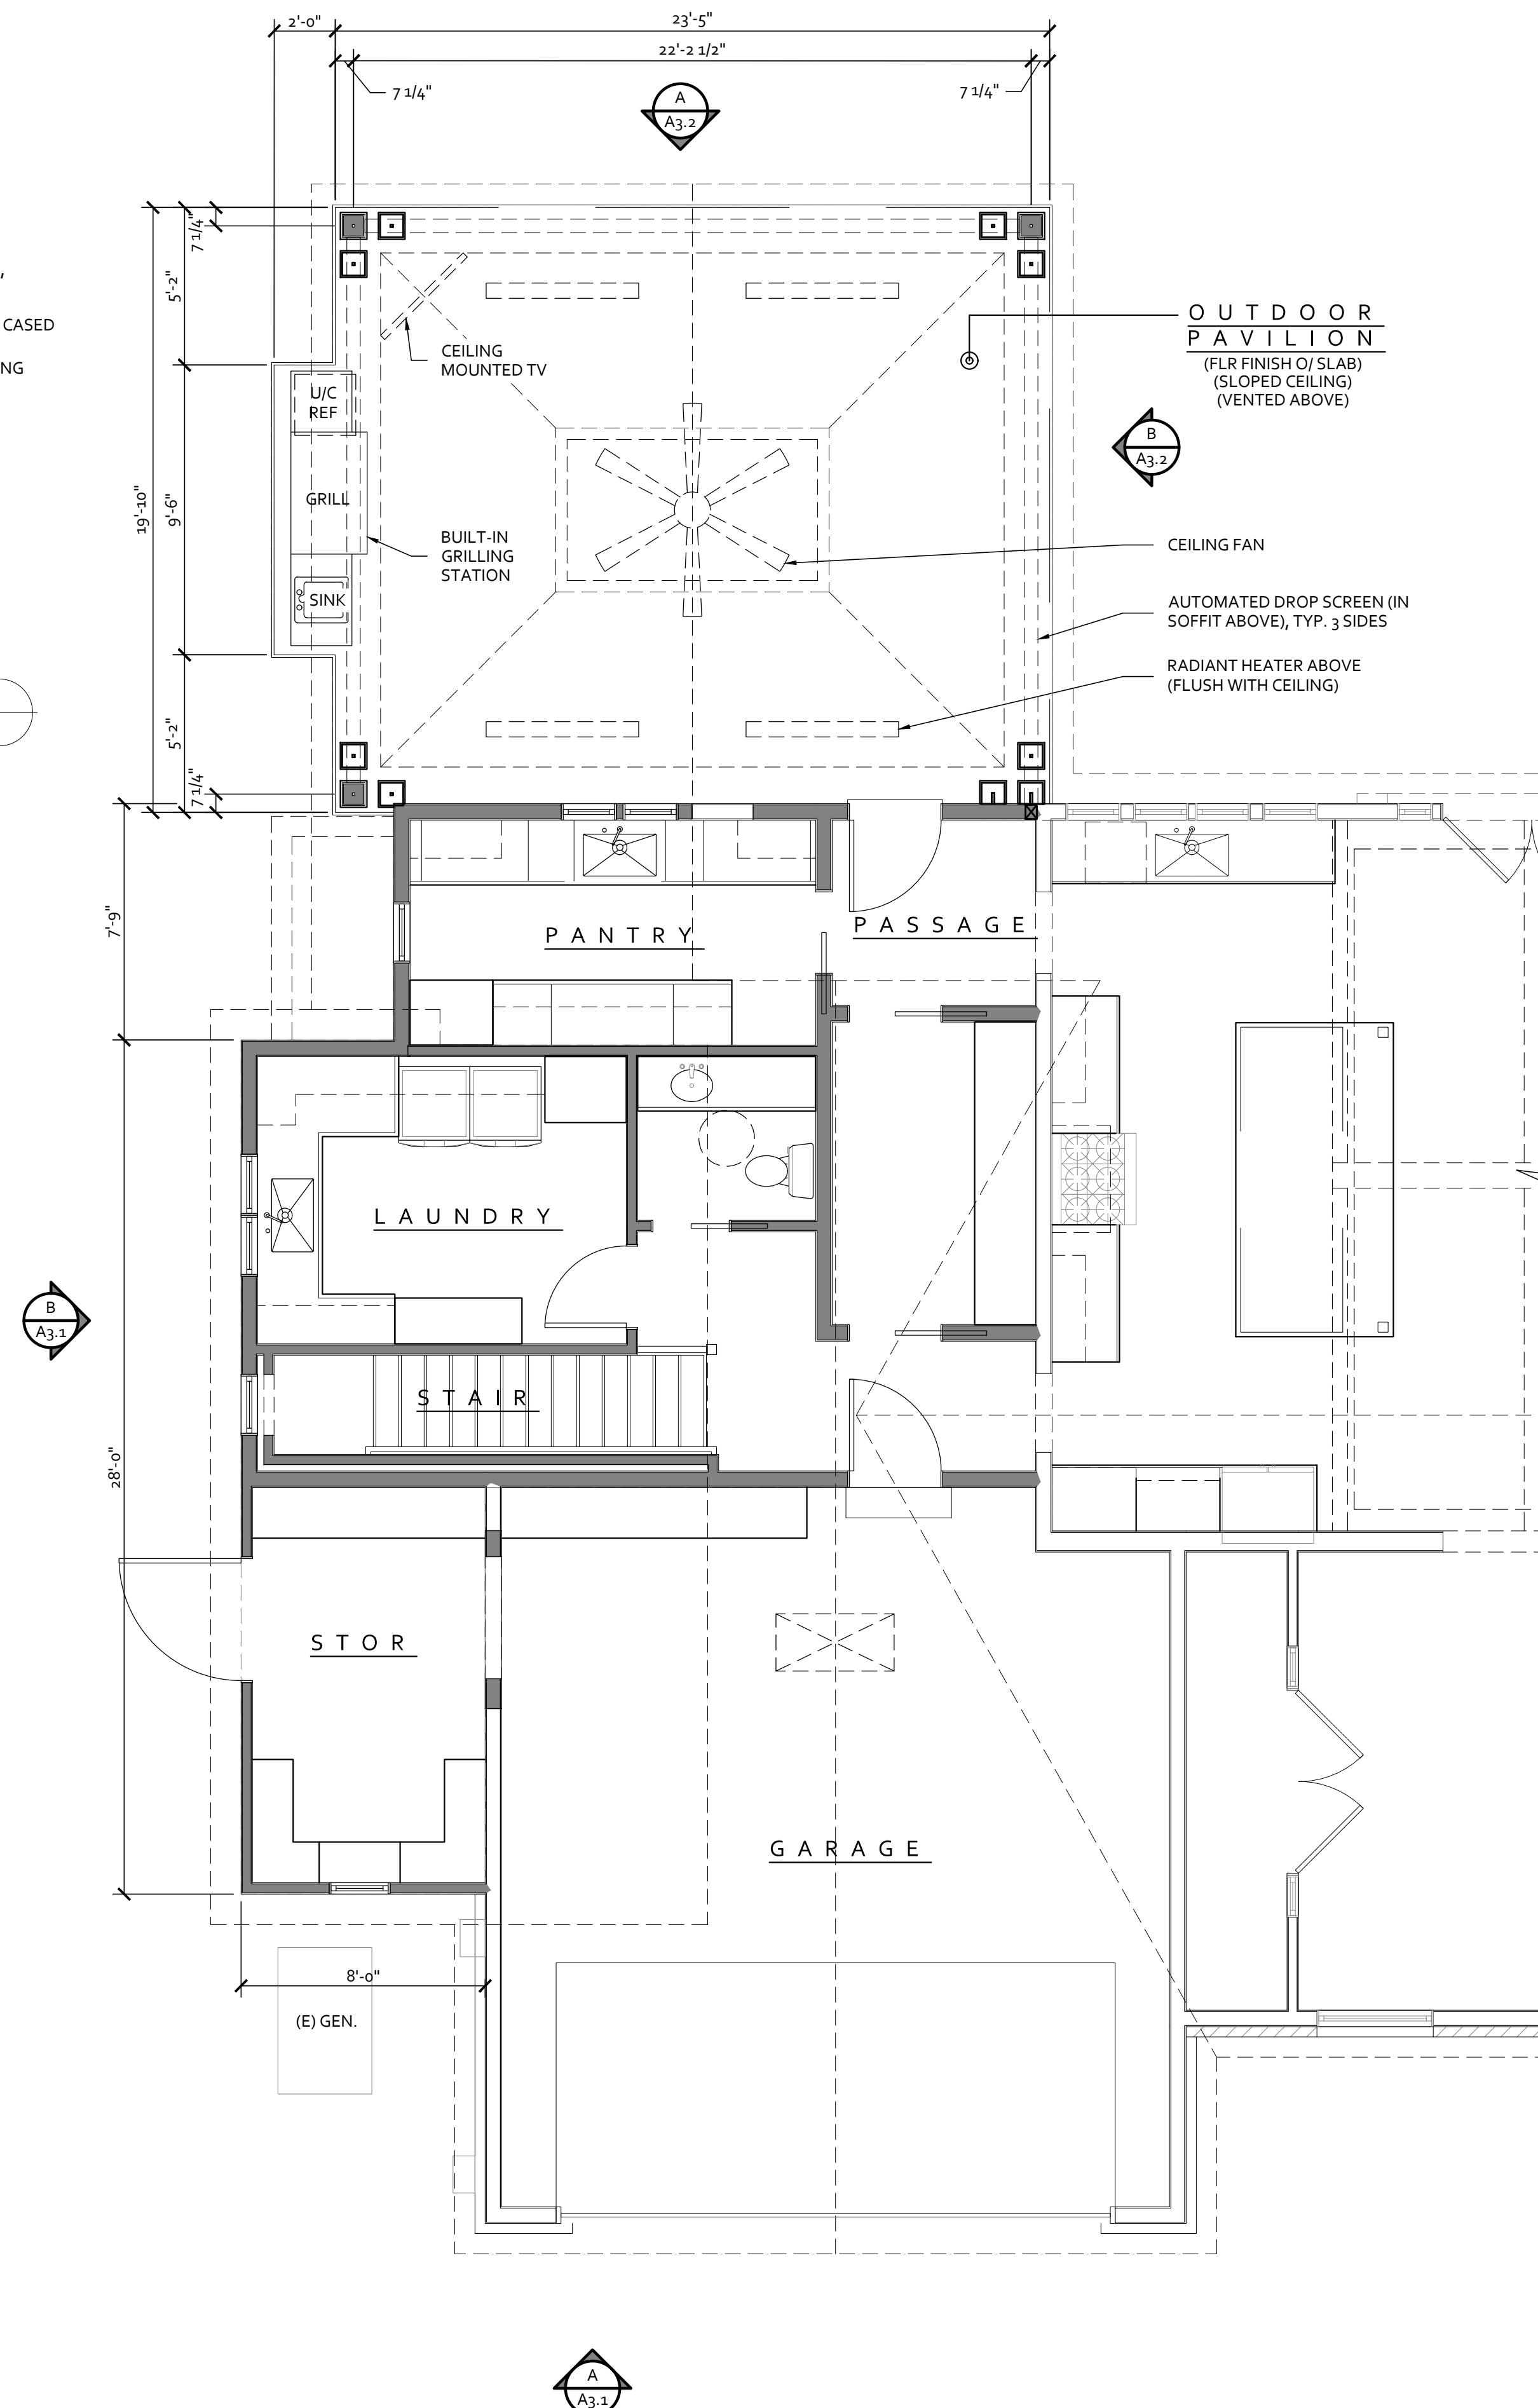 2'-0"
23'-5"
22'-2 1/2"
7 1/4"
7 1/4"
A
A3.2
7 1/4"
5'-2"
19'-10"
9'-6"
5'-2"
7 1/4"
,
CASED
NG
CEILING
MOUNTED TV
OUTDOOR
PAVILION
(FLR FINISH O/ SLAB)
(SLOPED CEILING)
(VENTED ABOVE)
U/C
REF
B
A3.2
GRILL
BUILT-IN
GRILLING
STATION
CEILING FAN
SINK
AUTOMATED DROP SCREEN (IN
SOFFIT ABOVE), TYP. 3 SIDES
RADIANT HEATER ABOVE
(FLUSH WITH CEILING)
7'-9"
PANTRY
PASSAGE
LAUNDRY
B
A3.1
STAIR
28'-0"
STOR
GARAGE
8'-0"
(E) GEN.
A
A3.1